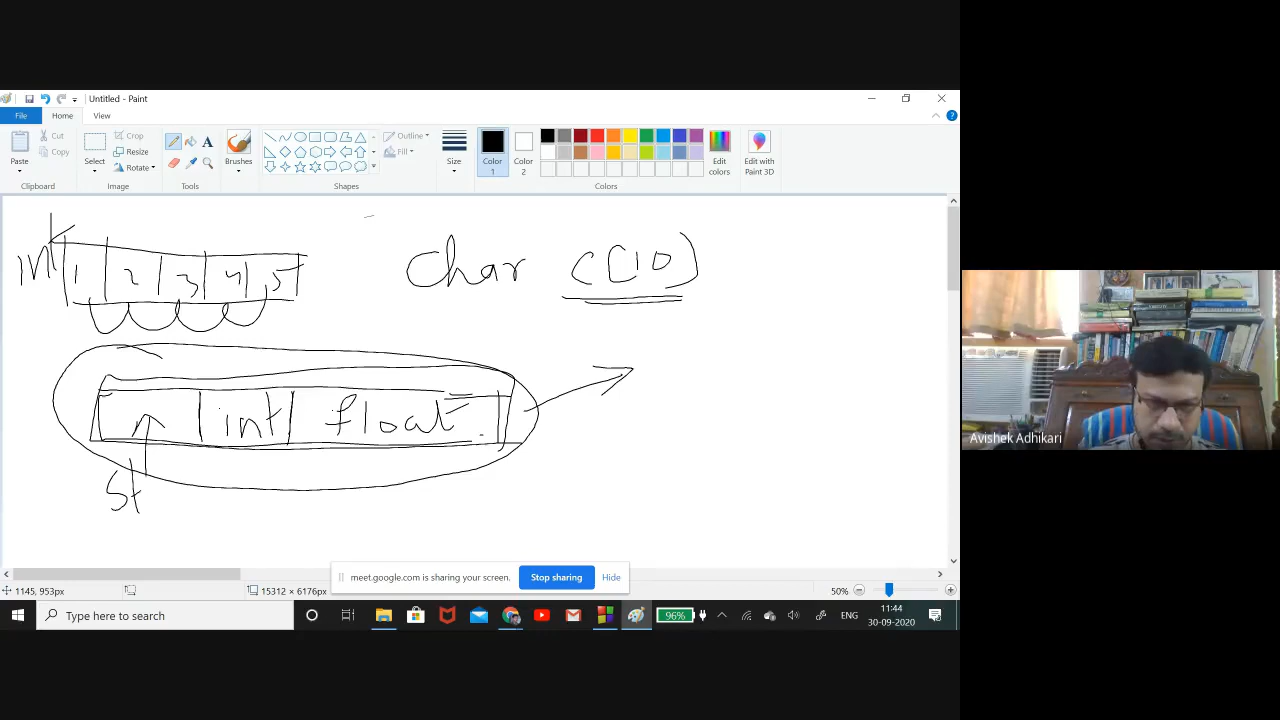 Untitled - Paint
File Home View
Paste Cut Copy Clipboard
Select Crop Resize Rotate Image
Tools
Brushes
Outline Fill Shapes
Size
Color 1
Color 2
Colors
Edit colors
Edit with Paint 3D
int 1 2 3 4 5
char c[10]
int float
st
Avishek Adhikari
meet.google.com is sharing your screen. Stop sharing Hide
1145, 953px 15312 × 6176px 50%
Type here to search 96% ENG 11:44
30-09-2020